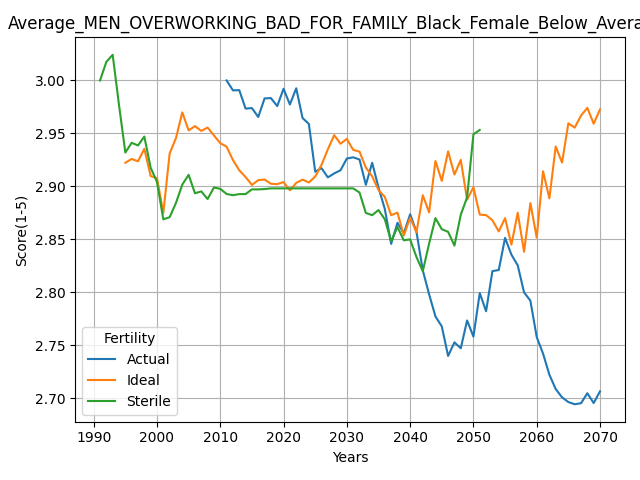 Average_MEN_OVERWORKING_BAD_FOR_FAMILY_Black_Female_Below_Avera
3.00
2.95
2.90
2.85
2.80
2.75
2.70
Score(1-5)
Fertility
Actual
Ideal
Sterile
1990 2000 2010 2020 2030 2040 2050 2060 2070
Years